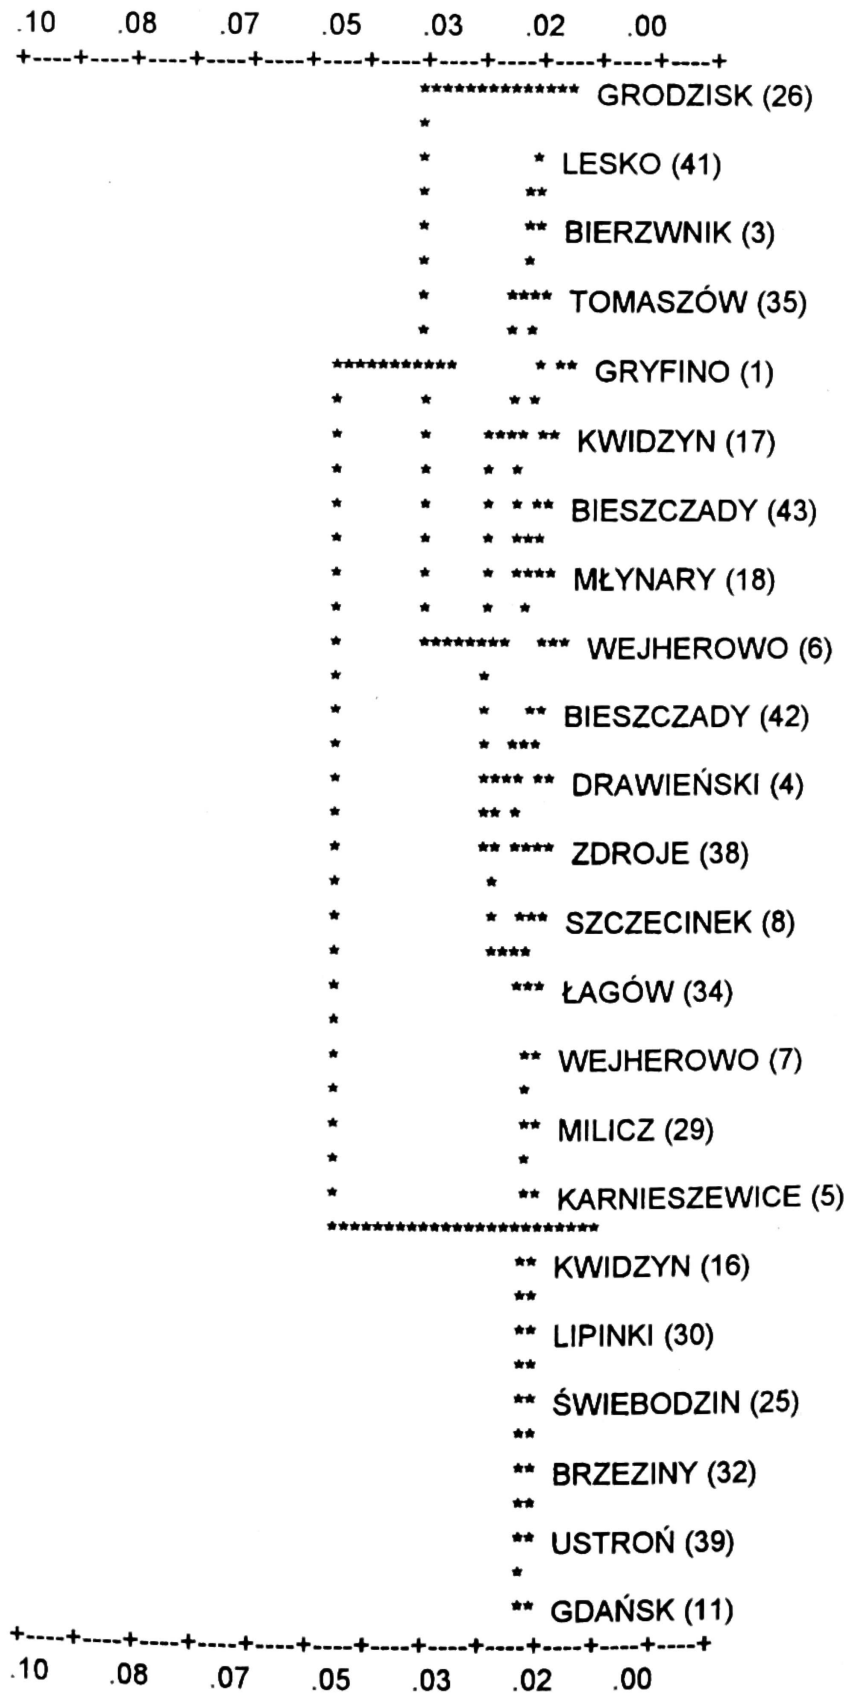 .10 .08 .07 .05 .03 .02 .00
+----+----+----+----+----+----+----+----+----+----+----+----+
************** GRODZISK (26)
*
* * LESKO (41)
* **
* ** BIERZWNIK (3)
* *
* **** TOMASZÓW (35)
* * *
*********** * ** GRYFINO (1)
* * * *
* * **** ** KWIDZYN (17)
* * * *
* * * * ** BIESZCZADY (43)
* * * ***
* * * **** MŁYNARY (18)
* * * *
* ******** *** WEJHEROWO (6)
* *
* * ** BIESZCZADY (42)
* * ***
* **** ** DRAWIEŃSKI (4)
* ** *
* ** **** ZDROJE (38)
* *
* * *** SZCZECINEK (8)
* ****
* *** ŁAGÓW (34)
*
* ** WEJHEROWO (7)
* *
* ** MILICZ (29)
* *
* ** KARNIESZEWICE (5)
************************
** KWIDZYN (16)
**
** LIPINKI (30)
**
** ŚWIEBODZIN (25)
**
** BRZEZINY (32)
**
** USTROŃ (39)
*
** GDAŃSK (11)
+----+----+----+----+----+----+----+----+----+----+----+----+
.10 .08 .07 .05 .03 .02 .00